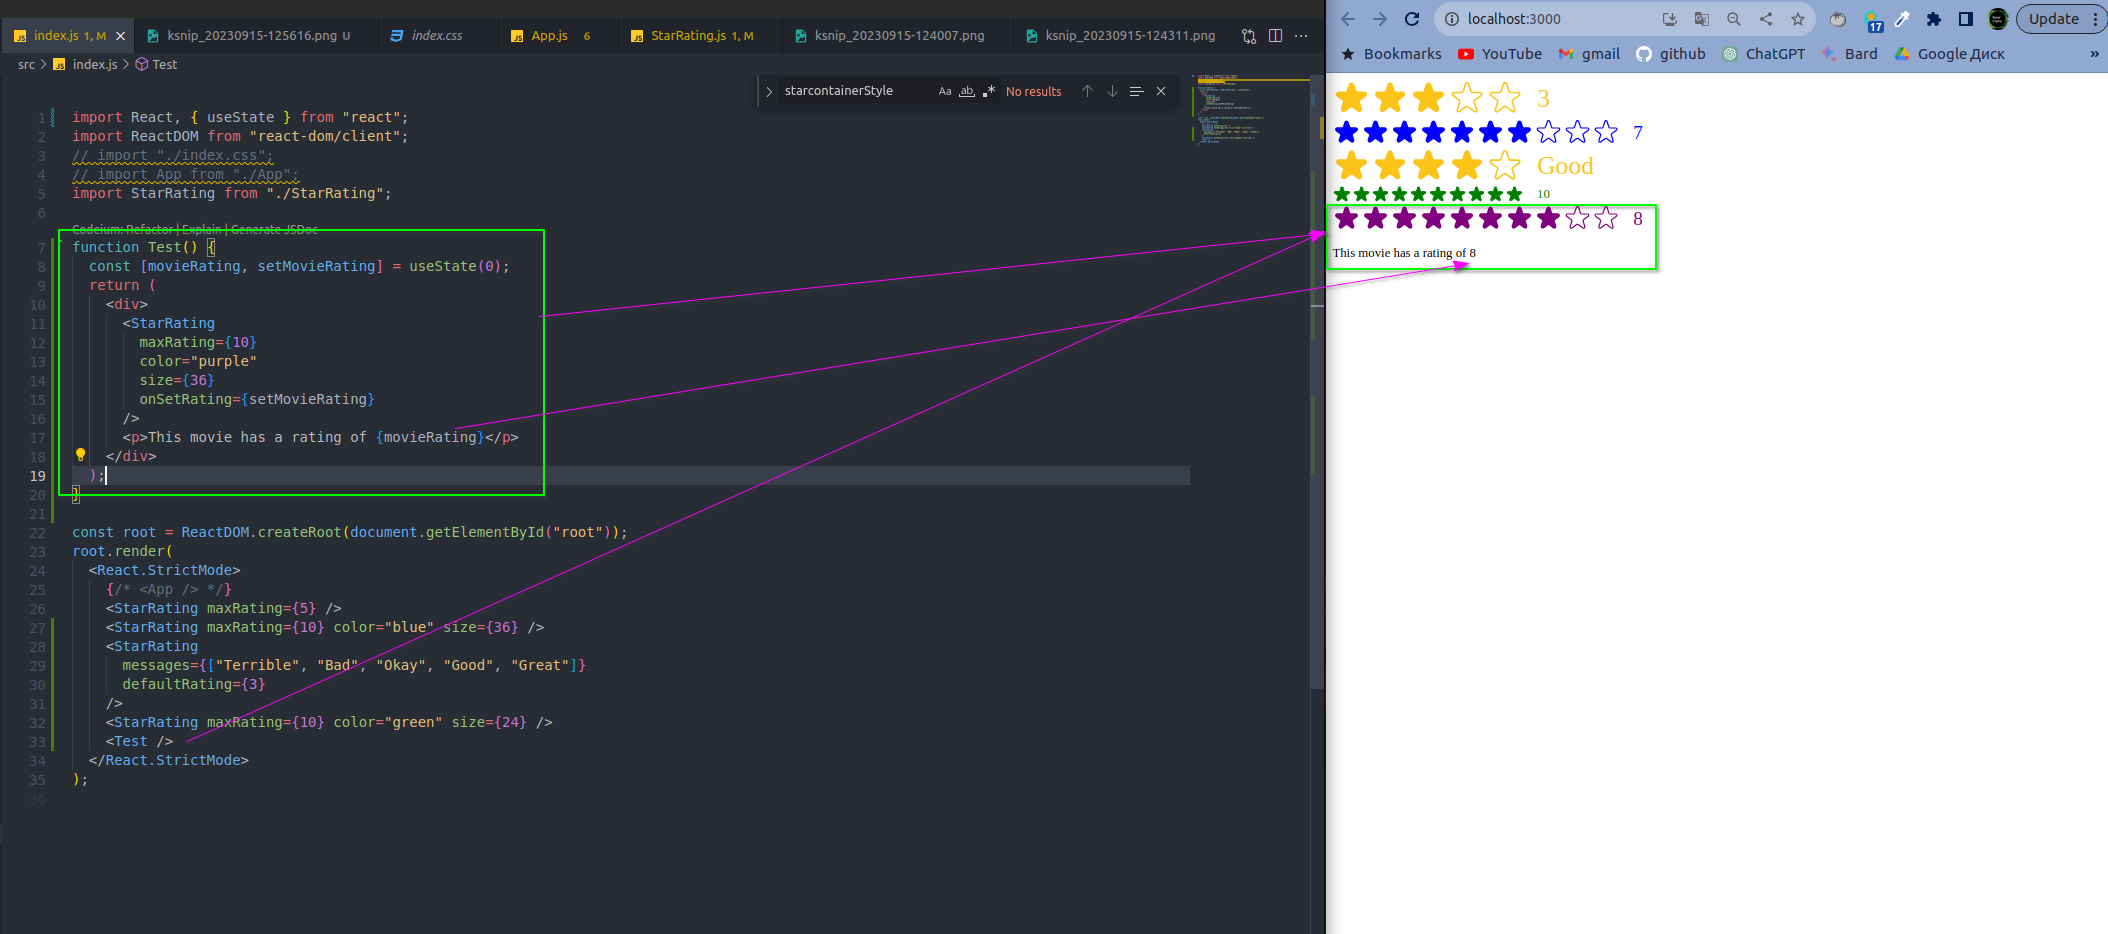 index.js 1, M
ksnip_20230915-125616.png U
index.css
App.js 6
StarRating.js 1, M
ksnip_20230915-124007.png
ksnip_20230915-124311.png
src > index.js > Test
starcontainerStyle Aa ab No results
1 import React, { useState } from "react";
2 import ReactDOM from "react-dom/client";
3 // import "./index.css";
4 // import App from "./App";
5 import StarRating from "./StarRating";
6
Codeium: Refactor | Explain | Generate JSDoc
7 function Test() {
8 const [movieRating, setMovieRating] = useState(0);
9 return (
10 <div>
11 <StarRating
12 maxRating={10}
13 color="purple"
14 size={36}
15 onSetRating={setMovieRating}
16 />
17 <p>This movie has a rating of {movieRating}</p>
18 </div>
19 );
20 }
21
22 const root = ReactDOM.createRoot(document.getElementById("root"));
23 root.render(
24 <React.StrictMode>
25 {/* <App /> */}
26 <StarRating maxRating={5} />
27 <StarRating maxRating={10} color="blue" size={36} />
28 <StarRating
29 messages={["Terrible", "Bad", "Okay", "Good", "Great"]}
30 defaultRating={3}
31 />
32 <StarRating maxRating={10} color="green" size={24} />
33 <Test />
34 </React.StrictMode>
35 );
36
localhost:3000
17
Update
Bookmarks YouTube gmail github ChatGPT Bard Google Диск »
3
7
Good
10
8
This movie has a rating of 8